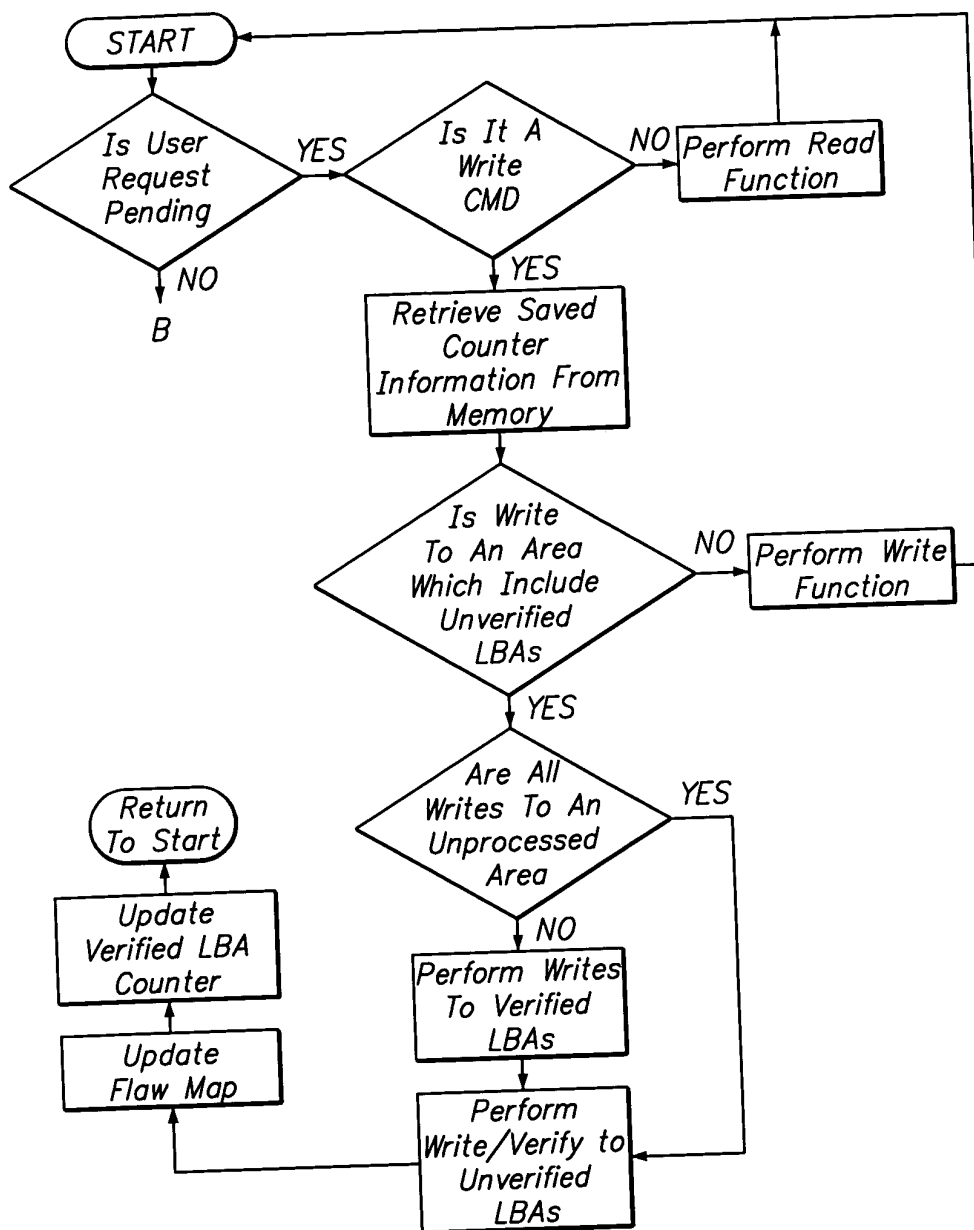 START
Is User
Request
Pending
YES
NO
B
Is It A
Write
CMD
NO
Perform Read
Function
YES
Retrieve Saved
Counter
Information From
Memory
Is Write
To An Area
Which Include
Unverified
LBAs
NO
Perform Write
Function
YES
Are All
Writes To An
Unprocessed
Area
YES
NO
Perform Writes
To Verified
LBAs
Perform
Write/Verify to
Unverified
LBAs
Update
Flaw Map
Update
Verified LBA
Counter
Return
To Start